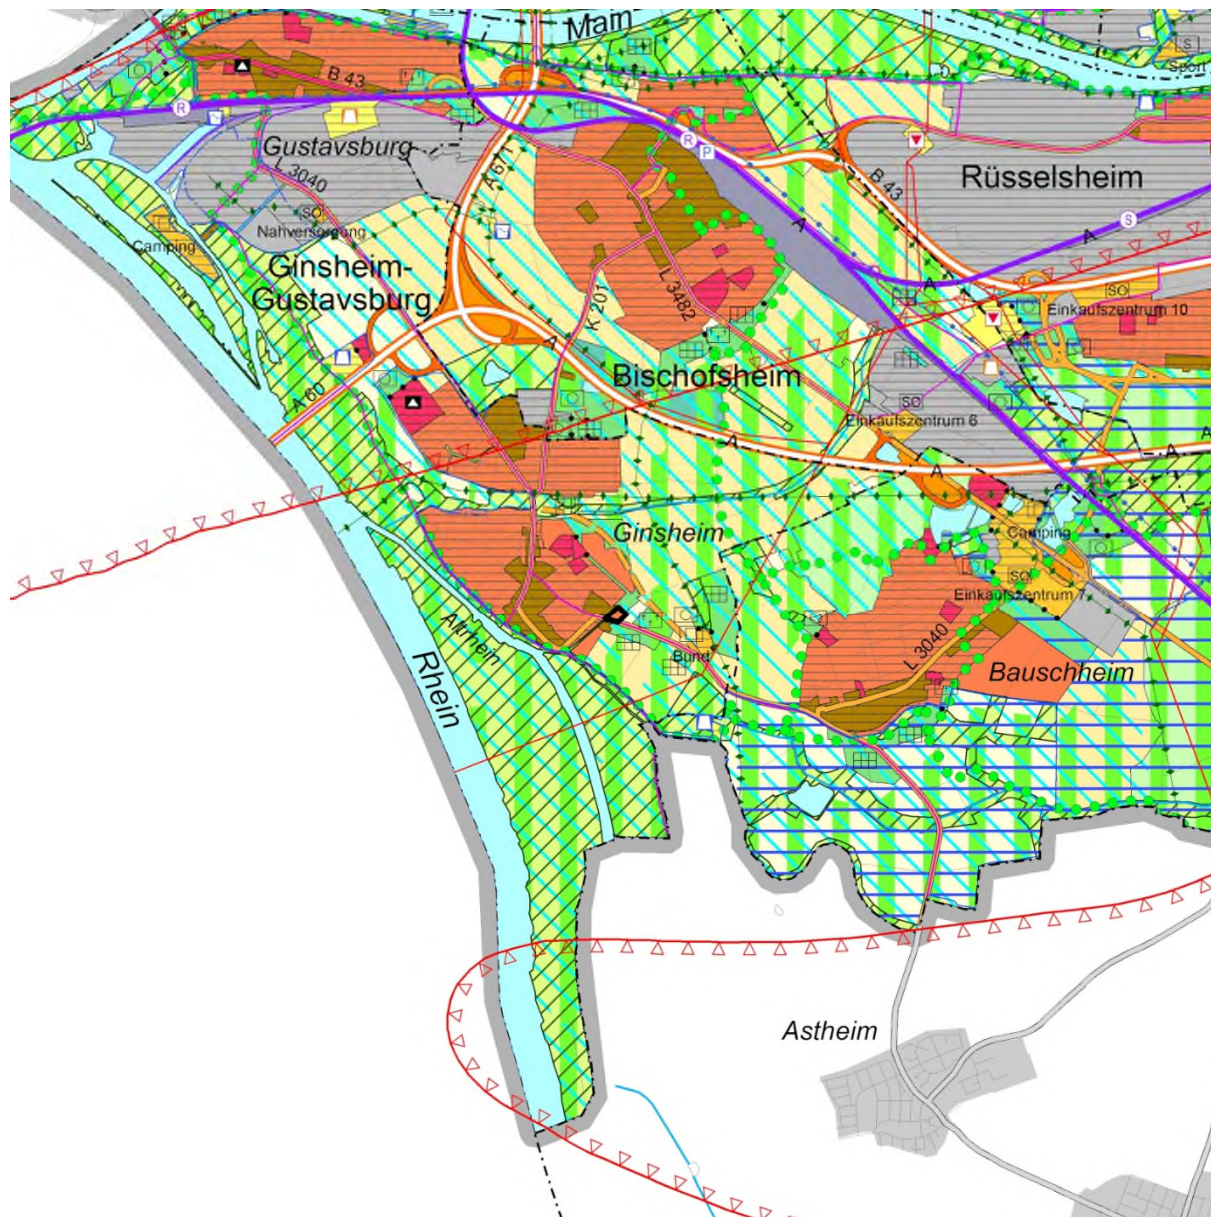 Main
B 43
Sport
S
R
Gustavsburg
A 671
R
P
B 43
Rüsselsheim
L 3040
SO
Nahversorgung
A
S
A
Camping
Ginsheim-
Gustavsburg
K 201
L 3482
A
SO
Einkaufszentrum 10
A
A 60
Bischofsheim
SO
Einkaufszentrum 6
A
A
A
A
A
Ginsheim
Camping
SO
Einkaufszentrum 7
Altrhein
Bund
L 3040
Rhein
Bauschheim
Astheim